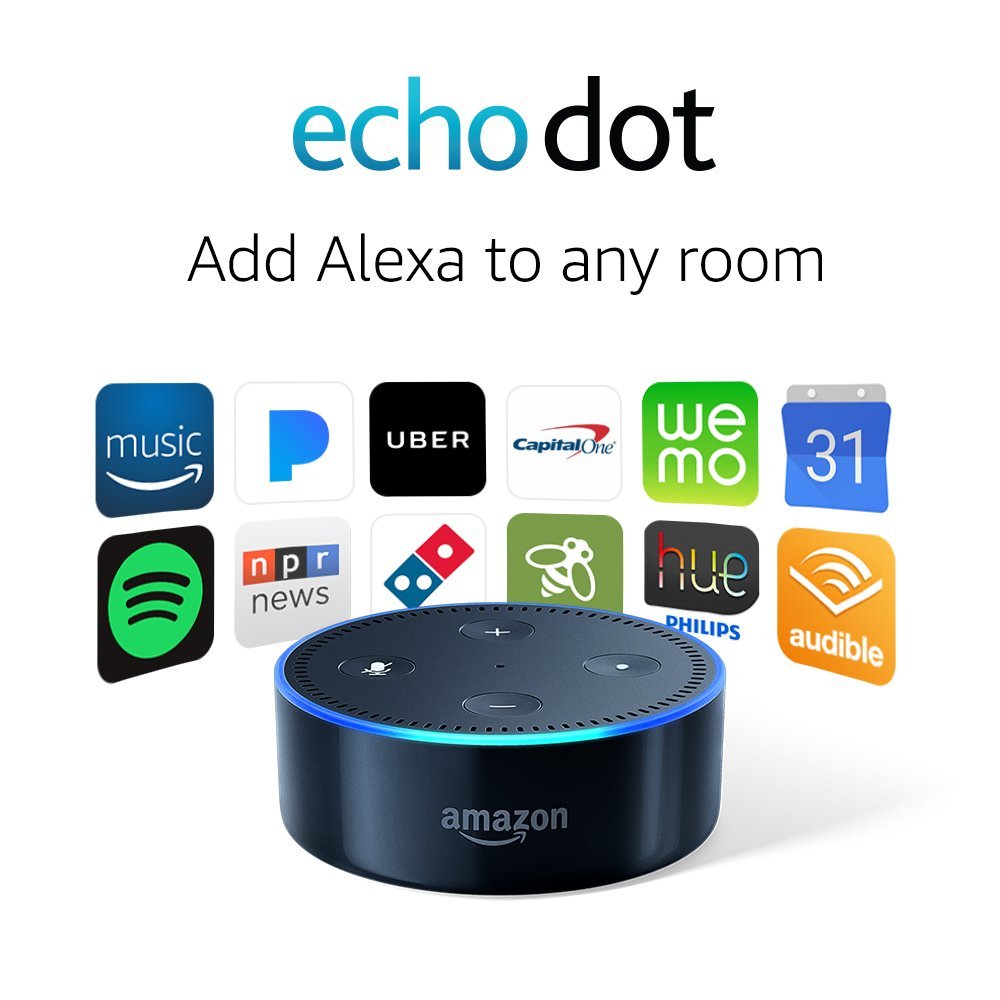 echo dot
Add Alexa to any room
music
P
UBER
Capital One
we
mo
31
npr
news
hue
PHILIPS
audible
amazon